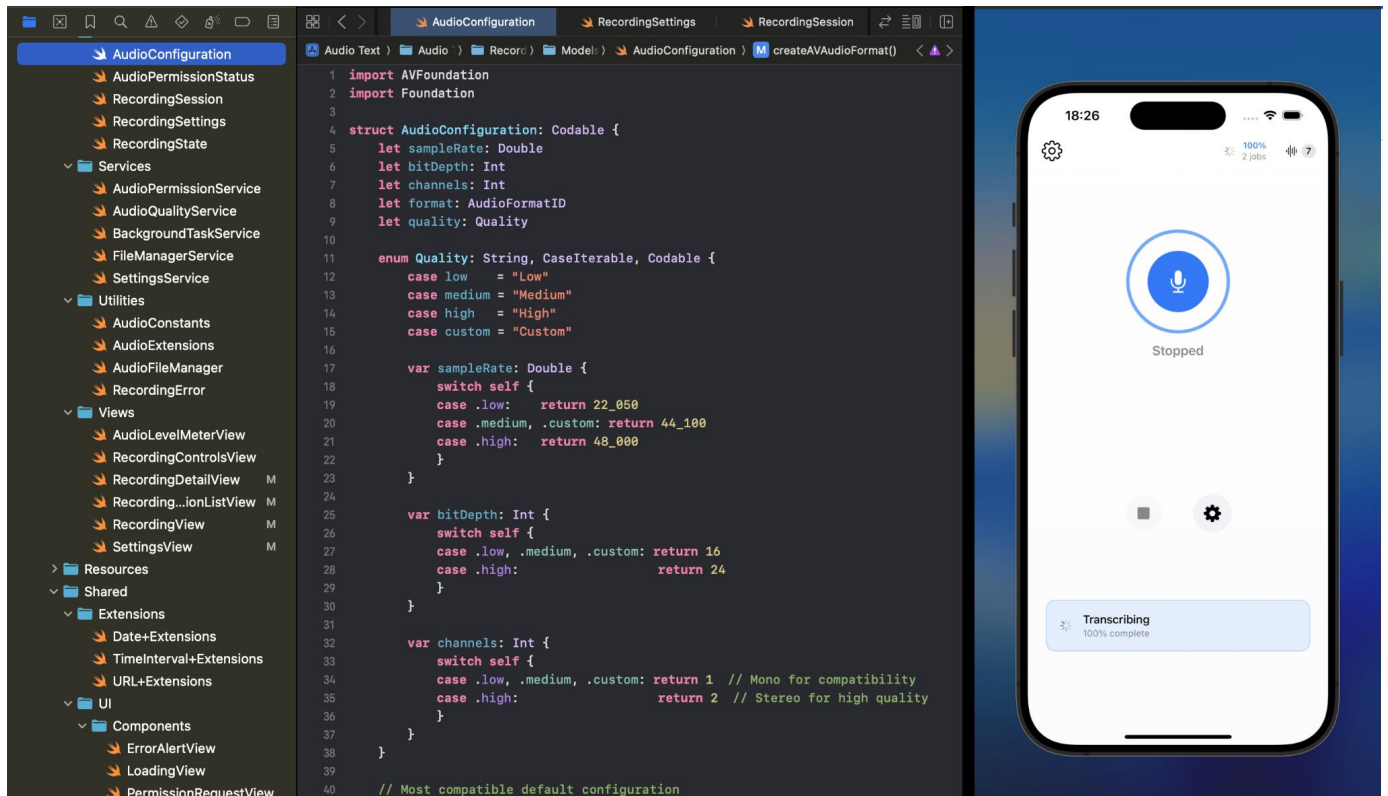 AudioConfiguration
AudioPermissionStatus
RecordingSession
RecordingSettings
RecordingState
Services
AudioPermissionService
AudioQualityService
BackgroundTaskService
FileManagerService
SettingsService
Utilities
AudioConstants
AudioExtensions
AudioFileManager
RecordingError
Views
AudioLevelMeterView
RecordingControlsView
RecordingDetailView M
Recording...ionListView M
RecordingView M
SettingsView M
Resources
Shared
Extensions
Date+Extensions
TimeInterval+Extensions
URL+Extensions
UI
Components
ErrorAlertView
LoadingView
PermissionRequestView
AudioConfiguration RecordingSettings RecordingSession
Audio Text Audio Record Models AudioConfiguration M createAVAudioFormat()
1 import AVFoundation
2 import Foundation
3
4 struct AudioConfiguration: Codable {
5 let sampleRate: Double
6 let bitDepth: Int
7 let channels: Int
8 let format: AudioFormatID
9 let quality: Quality
10
11 enum Quality: String, CaseIterable, Codable {
12 case low = "Low"
13 case medium = "Medium"
14 case high = "High"
15 case custom = "Custom"
16
17 var sampleRate: Double {
18 switch self {
19 case .low: return 22_050
20 case .medium, .custom: return 44_100
21 case .high: return 48_000
22 }
23 }
24
25 var bitDepth: Int {
26 switch self {
27 case .low, .medium, .custom: return 16
28 case .high: return 24
29 }
30 }
31
32 var channels: Int {
33 switch self {
34 case .low, .medium, .custom: return 1 // Mono for compatibility
35 case .high: return 2 // Stereo for high quality
36 }
37 }
38 }
39
40 // Most compatible default configuration
18:26
100%
2 jobs
7
Stopped
Transcribing
100% complete